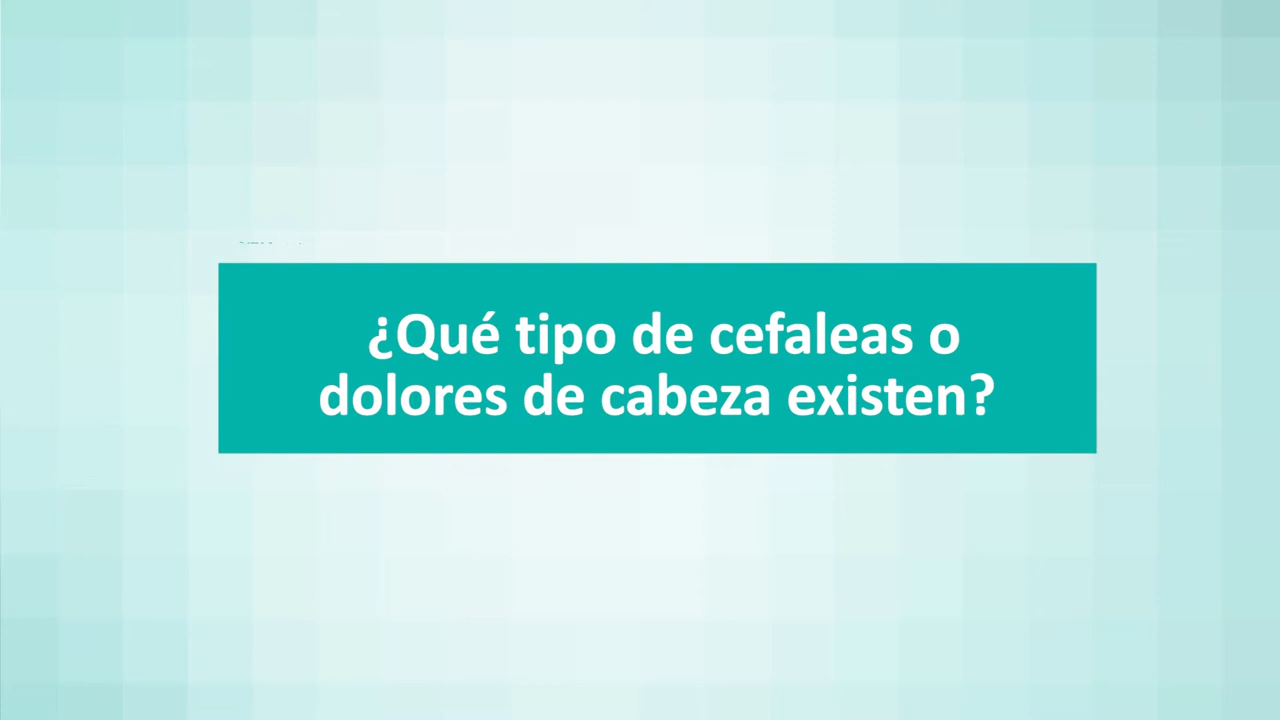 ¿Qué tipo de cefaleas o
dolores de cabeza existen?